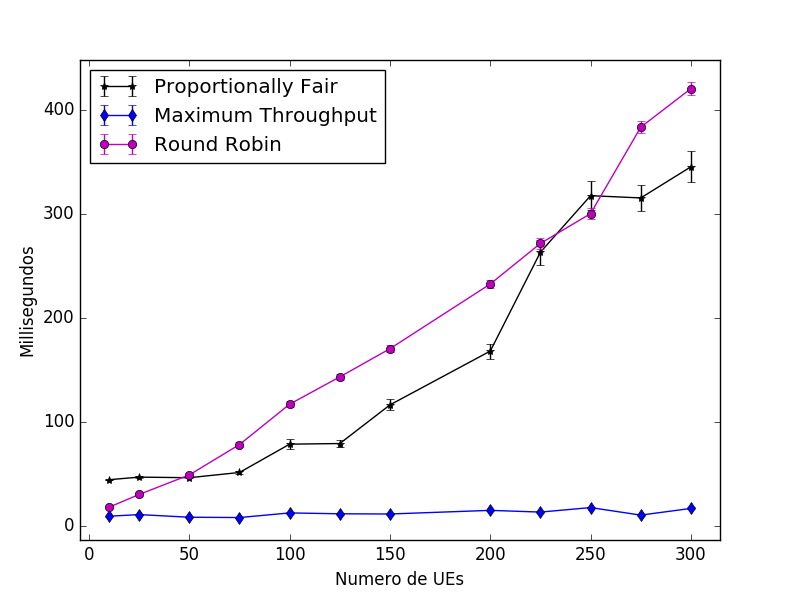 Proportionally Fair
Maximum Throughput
Round Robin
400
300
200
100
0
Millisegundos
0 50 100 150 200 250 300
Numero de UEs